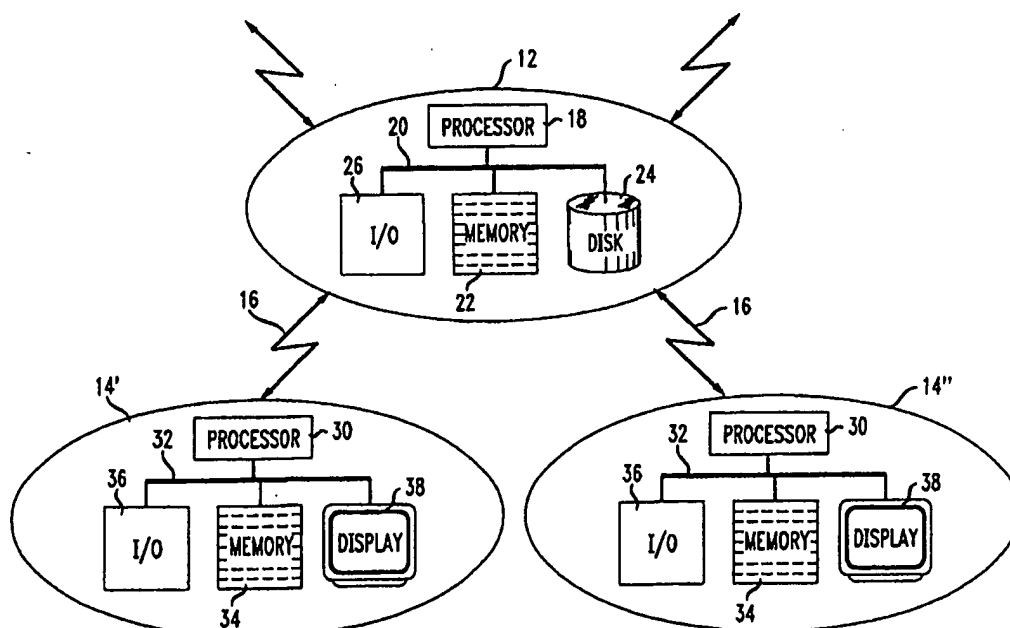 12
PROCESSOR 18
20
26 24
I/O MEMORY DISK
22
16 16
14' 14"
PROCESSOR 30 PROCESSOR 30
32 32
36 38 36 38
I/O MEMORY DISPLAY I/O MEMORY DISPLAY
34 34